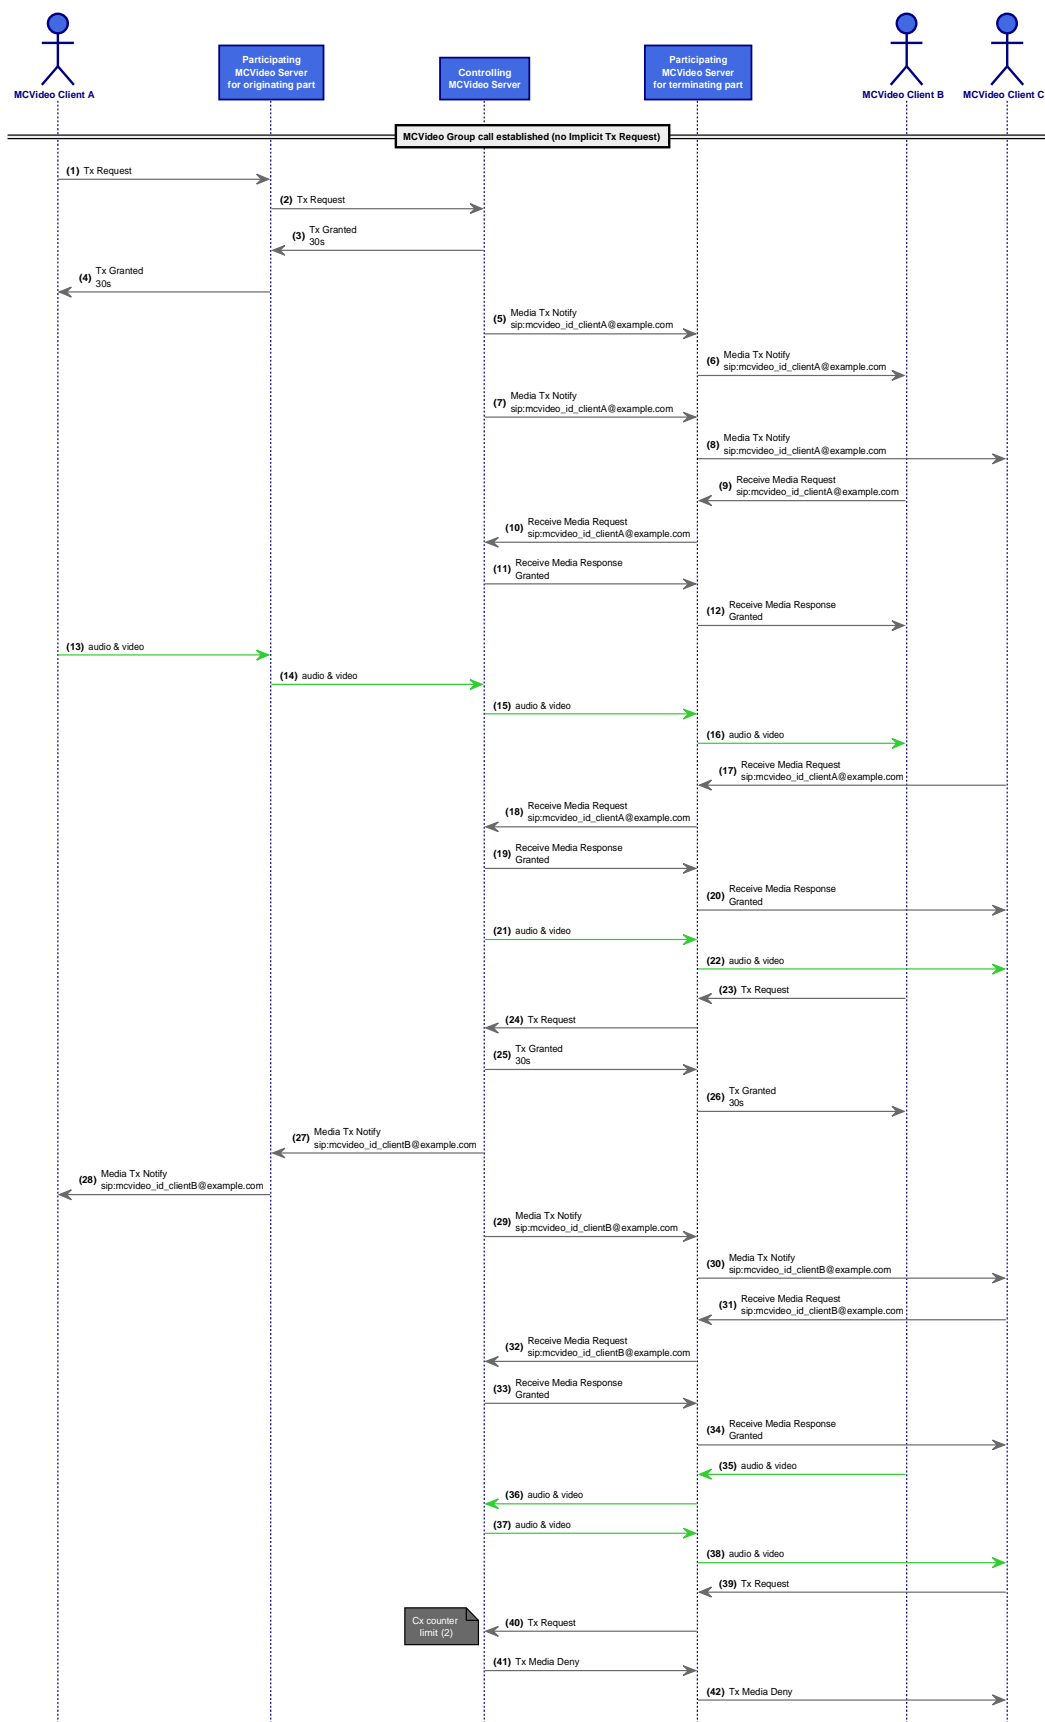 MCVideo Client A
Participating
MCVideo Server
for originating part
Controlling
MCVideo Server
Participating
MCVideo Server
for terminating part
MCVideo Client B
MCVideo Client C
MCVideo Group call established (no Implicit Tx Request)
(1) Tx Request
(2) Tx Request
(3) Tx Granted
30s
(4) Tx Granted
30s
(5) Media Tx Notify
sip:mcvideo_id_clientA@example.com
(6) Media Tx Notify
sip:mcvideo_id_clientA@example.com
(7) Media Tx Notify
sip:mcvideo_id_clientA@example.com
(8) Media Tx Notify
sip:mcvideo_id_clientA@example.com
(9) Receive Media Request
sip:mcvideo_id_clientA@example.com
(10) Receive Media Request
sip:mcvideo_id_clientA@example.com
(11) Receive Media Response
Granted
(12) Receive Media Response
Granted
(13) audio & video
(14) audio & video
(15) audio & video
(16) audio & video
(17) Receive Media Request
sip:mcvideo_id_clientA@example.com
(18) Receive Media Request
sip:mcvideo_id_clientA@example.com
(19) Receive Media Response
Granted
(20) Receive Media Response
Granted
(21) audio & video
(22) audio & video
(23) Tx Request
(24) Tx Request
(25) Tx Granted
30s
(26) Tx Granted
30s
(27) Media Tx Notify
sip:mcvideo_id_clientB@example.com
(28) Media Tx Notify
sip:mcvideo_id_clientB@example.com
(29) Media Tx Notify
sip:mcvideo_id_clientB@example.com
(30) Media Tx Notify
sip:mcvideo_id_clientB@example.com
(31) Receive Media Request
sip:mcvideo_id_clientB@example.com
(32) Receive Media Request
sip:mcvideo_id_clientB@example.com
(33) Receive Media Response
Granted
(34) Receive Media Response
Granted
(35) audio & video
(36) audio & video
(37) audio & video
(38) audio & video
(39) Tx Request
Cx counter
limit (2)
(40) Tx Request
(41) Tx Media Deny
(42) Tx Media Deny